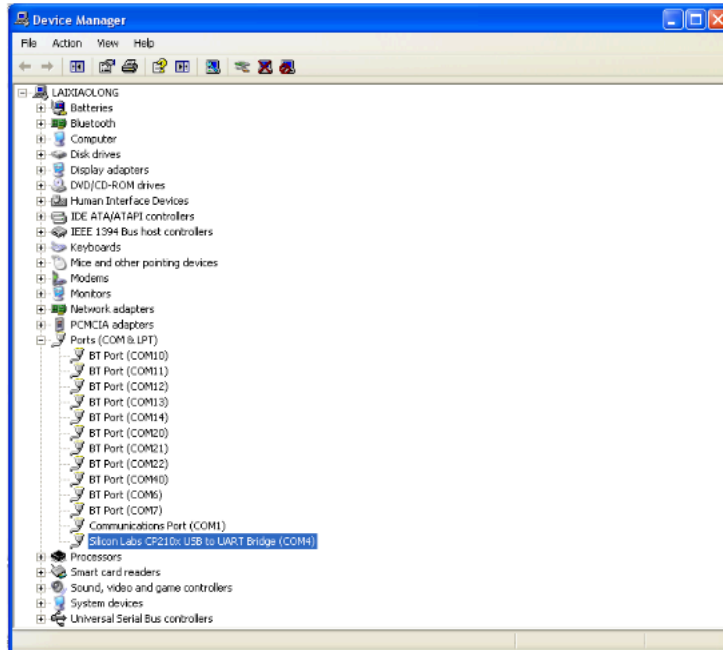 Device Manager
File Action View Help
LAIXIAOLONG
Batteries
Bluetooth
Computer
Disk drives
Display adapters
DVD/CD-ROM drives
Human Interface Devices
IDE ATA/ATAPI controllers
IEEE 1394 Bus host controllers
Keyboards
Mice and other pointing devices
Modems
Monitors
Network adapters
PCMCIA adapters
Ports (COM & LPT)
BT Port (COM10)
BT Port (COM11)
BT Port (COM12)
BT Port (COM13)
BT Port (COM14)
BT Port (COM20)
BT Port (COM21)
BT Port (COM22)
BT Port (COM40)
BT Port (COM6)
BT Port (COM7)
Communications Port (COM1)
Silicon Labs CP210x USB to UART Bridge (COM4)
Processors
Smart card readers
Sound, video and game controllers
System devices
Universal Serial Bus controllers